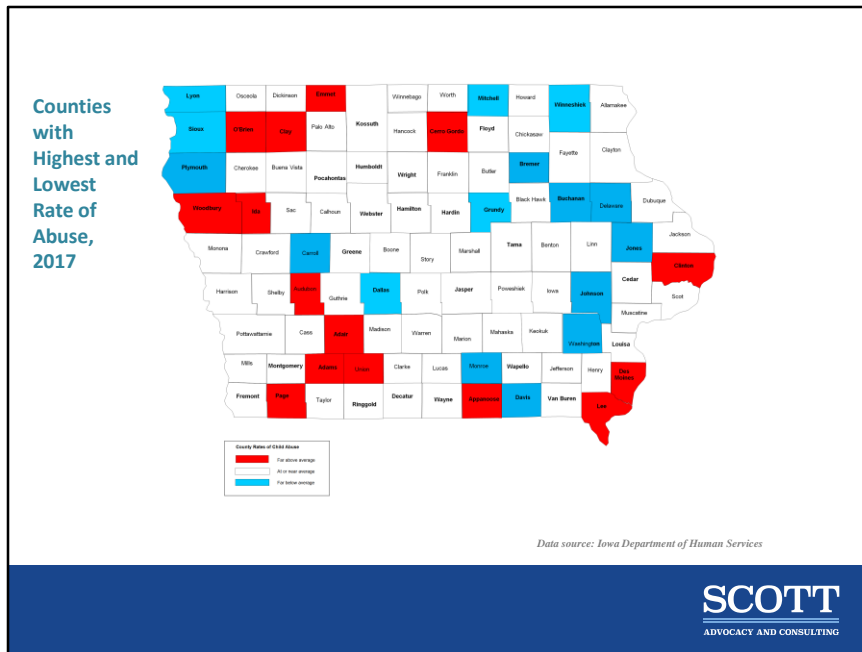 Counties
with
Highest and
Lowest
Rate of
Abuse,
2017
Lyon Osceola Dickinson Emmet Winnebago Worth Mitchell Howard Winneshiek Allamakee
Sioux O'Brien Clay Palo Alto Kossuth Hancock Cerro Gordo Floyd Chickasaw
Fayette Clayton
Plymouth Cherokee Buena Vista Pocahontas Humboldt Wright Franklin Butler Bremer
Woodbury Ida Sac Calhoun Webster Hamilton Hardin Grundy Black Hawk Buchanan Delaware Dubuque
Jackson
Monona Crawford Carroll Greene Boone Story Marshall Tama Benton Linn Jones
Clinton
Harrison Shelby Audubon Guthrie Dallas Polk Jasper Poweshiek Iowa Johnson Cedar
Scot
Muscatine
Pottawattamie Cass Adair Madison Warren Marion Mahaska Keokuk Washington Louisa
Mills Montgomery Adams Union Clarke Lucas Monroe Wapello Jefferson Henry Des Moines
Fremont Page Taylor Ringgold Decatur Wayne Appanoose Davis Van Buren Lee
County Rates of Child Abuse
Far above average
At or near average
Far below average
Data source: Iowa Department of Human Services
SCOTT
ADVOCACY AND CONSULTING